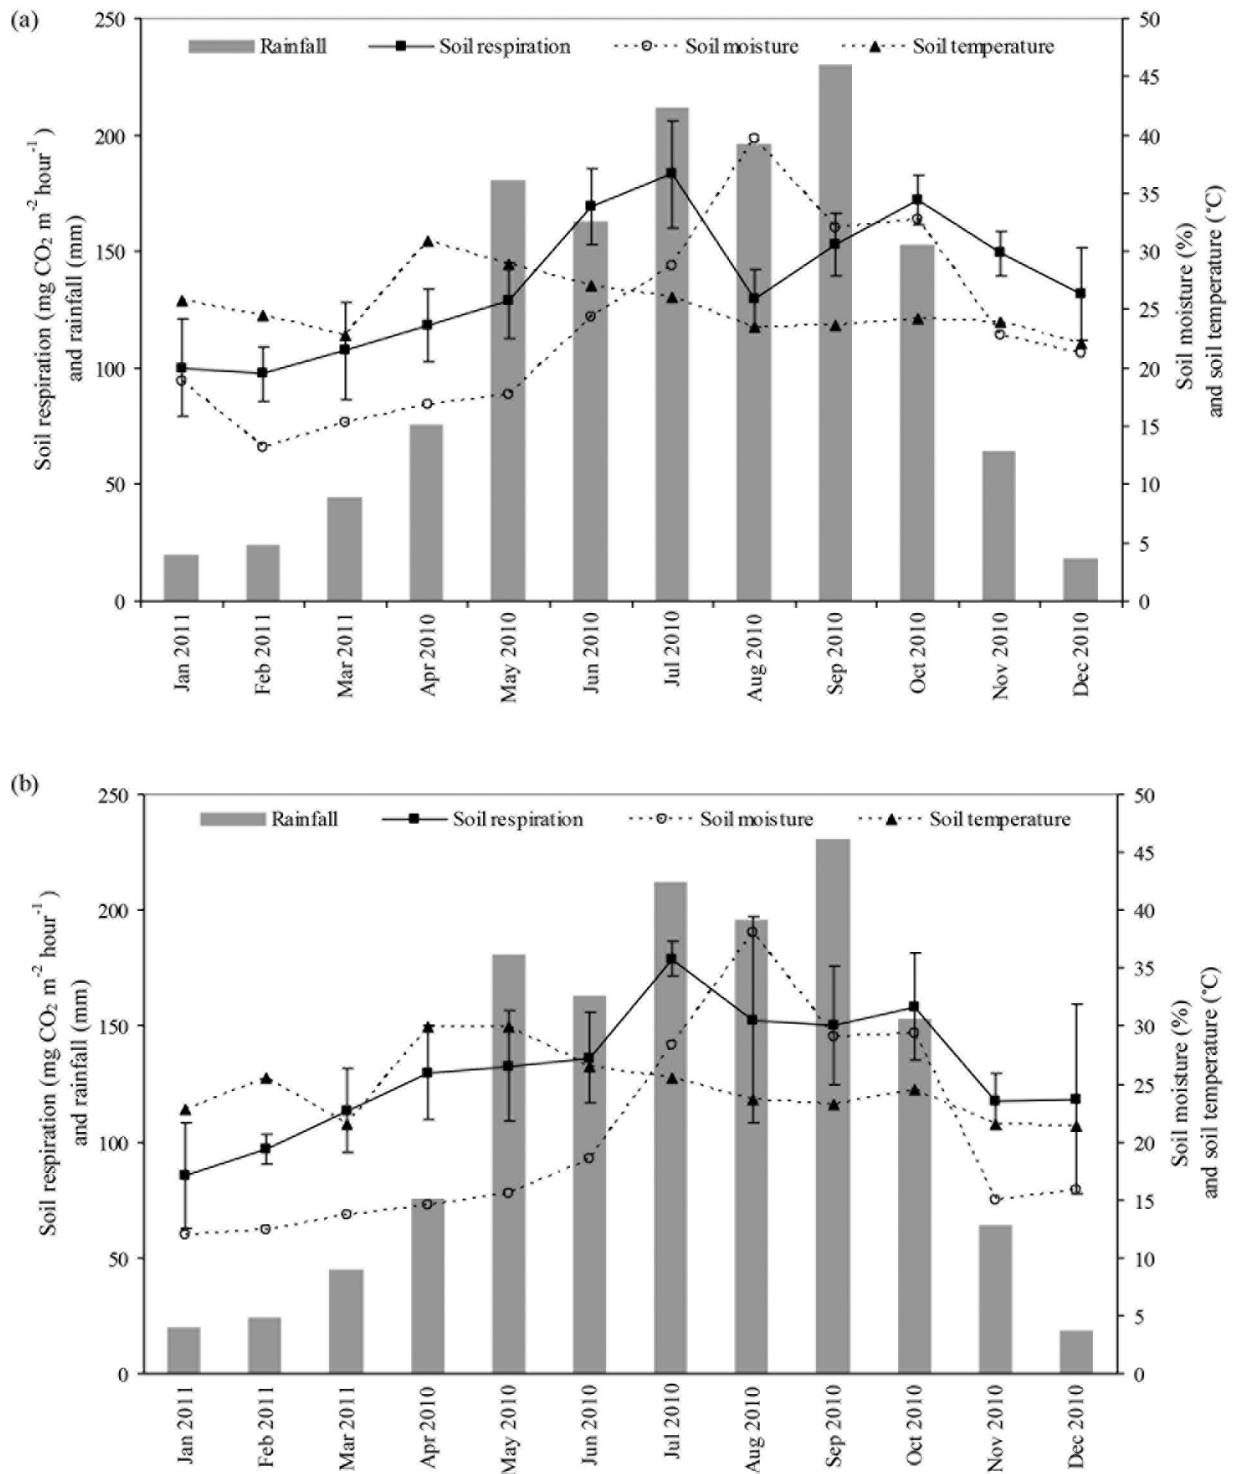 (a)
Rainfall Soil respiration Soil moisture Soil temperature
250
200
150
100
50
0
50
45
40
35
30
25
20
15
10
5
0
Soil respiration (mg CO₂ m⁻² hour⁻¹)
and rainfall (mm)
Soil moisture (%)
and soil temperature (°C)
Jan 2011
Feb 2011
Mar 2011
Apr 2010
May 2010
Jun 2010
Jul 2010
Aug 2010
Sep 2010
Oct 2010
Nov 2010
Dec 2010
(b)
Rainfall Soil respiration Soil moisture Soil temperature
250
200
150
100
50
0
50
45
40
35
30
25
20
15
10
5
0
Soil respiration (mg CO₂ m⁻² hour⁻¹)
and rainfall (mm)
Soil moisture (%)
and soil temperature (°C)
Jan 2011
Feb 2011
Mar 2011
Apr 2010
May 2010
Jun 2010
Jul 2010
Aug 2010
Sep 2010
Oct 2010
Nov 2010
Dec 2010